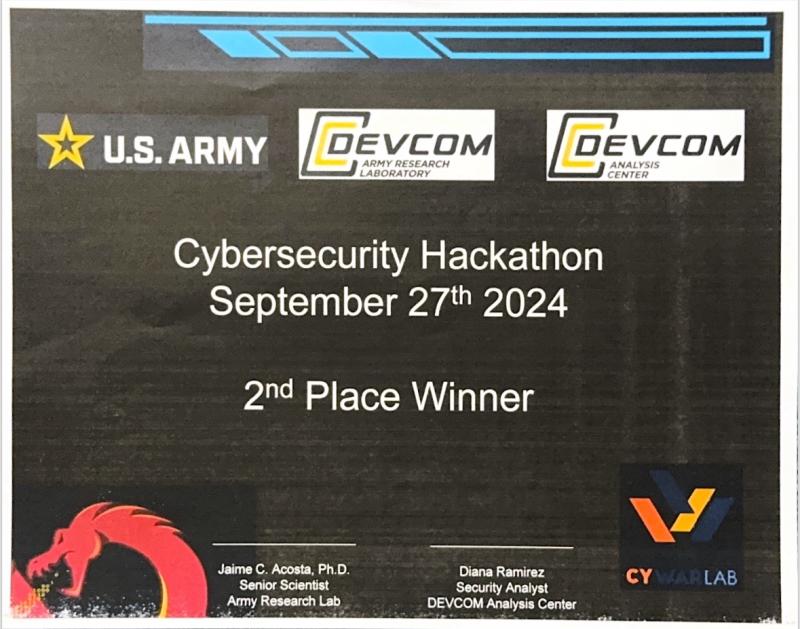 U.S. ARMY
DEVCOM
ARMY RESEARCH
LABORATORY
DEVCOM
ANALYSIS
CENTER
Cybersecurity Hackathon
September 27th 2024
2nd Place Winner
Jaime C. Acosta, Ph.D.
Senior Scientist
Army Research Lab
Diana Ramirez
Security Analyst
DEVCOM Analysis Center
CYWARLAB